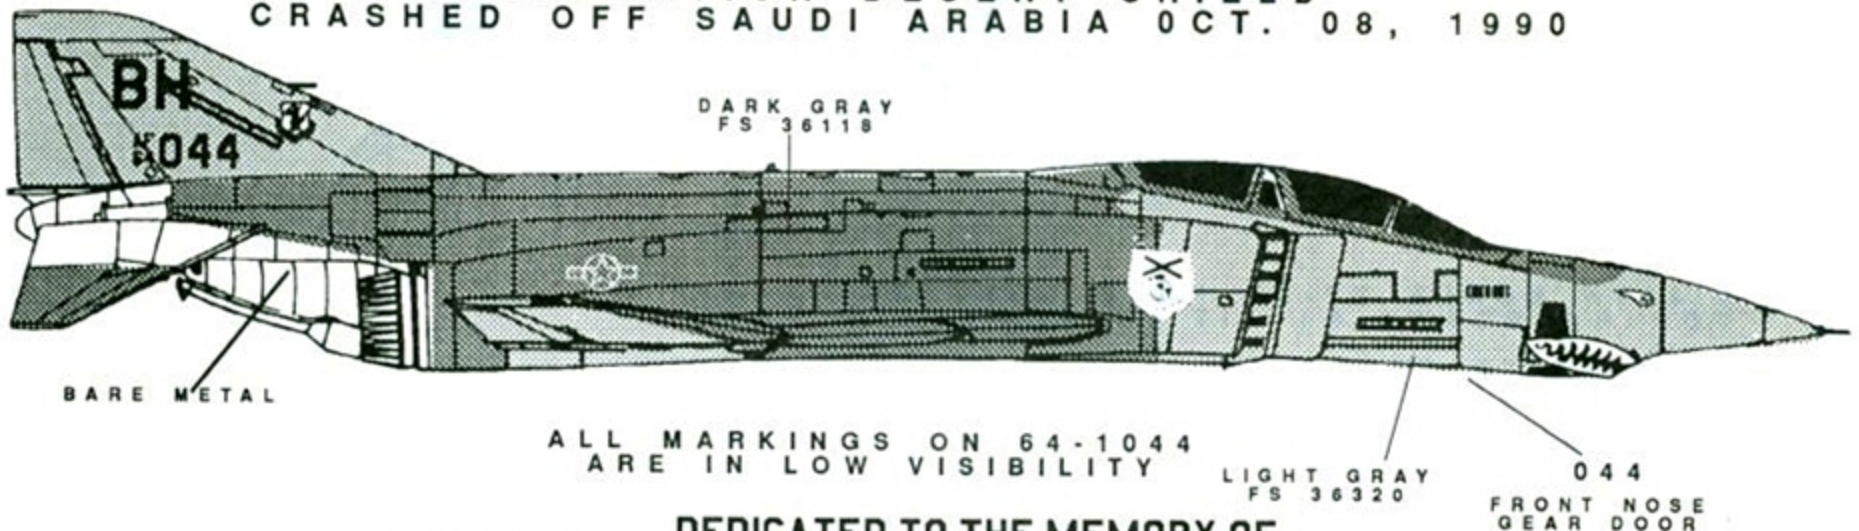 CRASHED OFF SAUDI ARABIA OCT. 08, 1990
BH
044
DARK GRAY
FS 36118
BARE METAL
ALL MARKINGS ON 64-1044
ARE IN LOW VISIBILITY
LIGHT GRAY
FS 36320
044
FRONT NOSE
GEAR DOOR
DEDICATED TO THE MEMORY OF